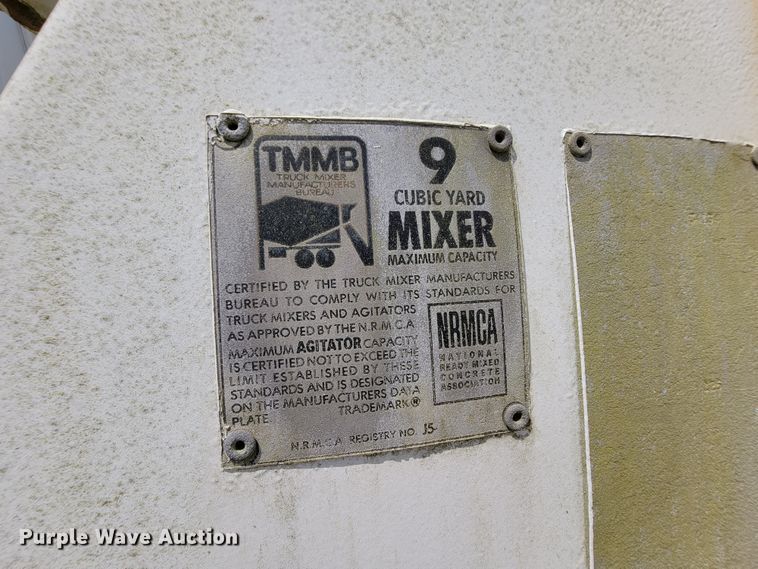 TMMB
TRUCK MIXER
MANUFACTURERS
BUREAU
9
CUBIC YARD
MIXER
MAXIMUM CAPACITY
CERTIFIED BY THE TRUCK MIXER MANUFACTURERS
BUREAU TO COMPLY WITH ITS STANDARDS FOR
TRUCK MIXERS AND AGITATORS
AS APPROVED BY THE N.R.M.C.A
MAXIMUM AGITATOR CAPACITY
IS CERTIFIED NOT TO EXCEED THE
LIMIT ESTABLISHED BY THESE
STANDARDS AND IS DESIGNATED
ON THE MANUFACTURERS DATA
PLATE. TRADEMARK®
NRMCA
NATIONAL
READY MIXED
CONCRETE
ASSOCIATION
N.R.M.C.A REGISTRY NO. 15-
Purple Wave Auction